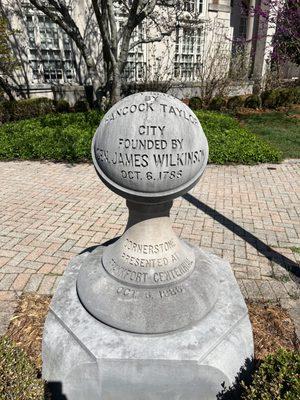 BY
HANCOCK TAYLOR
CITY
FOUNDED BY
GEN. JAMES WILKINSON
OCT. 6, 1786
CORNERSTONE
PRESENTED AT
FRANKFORT CENTENNIAL
OCT. 6, 1886.